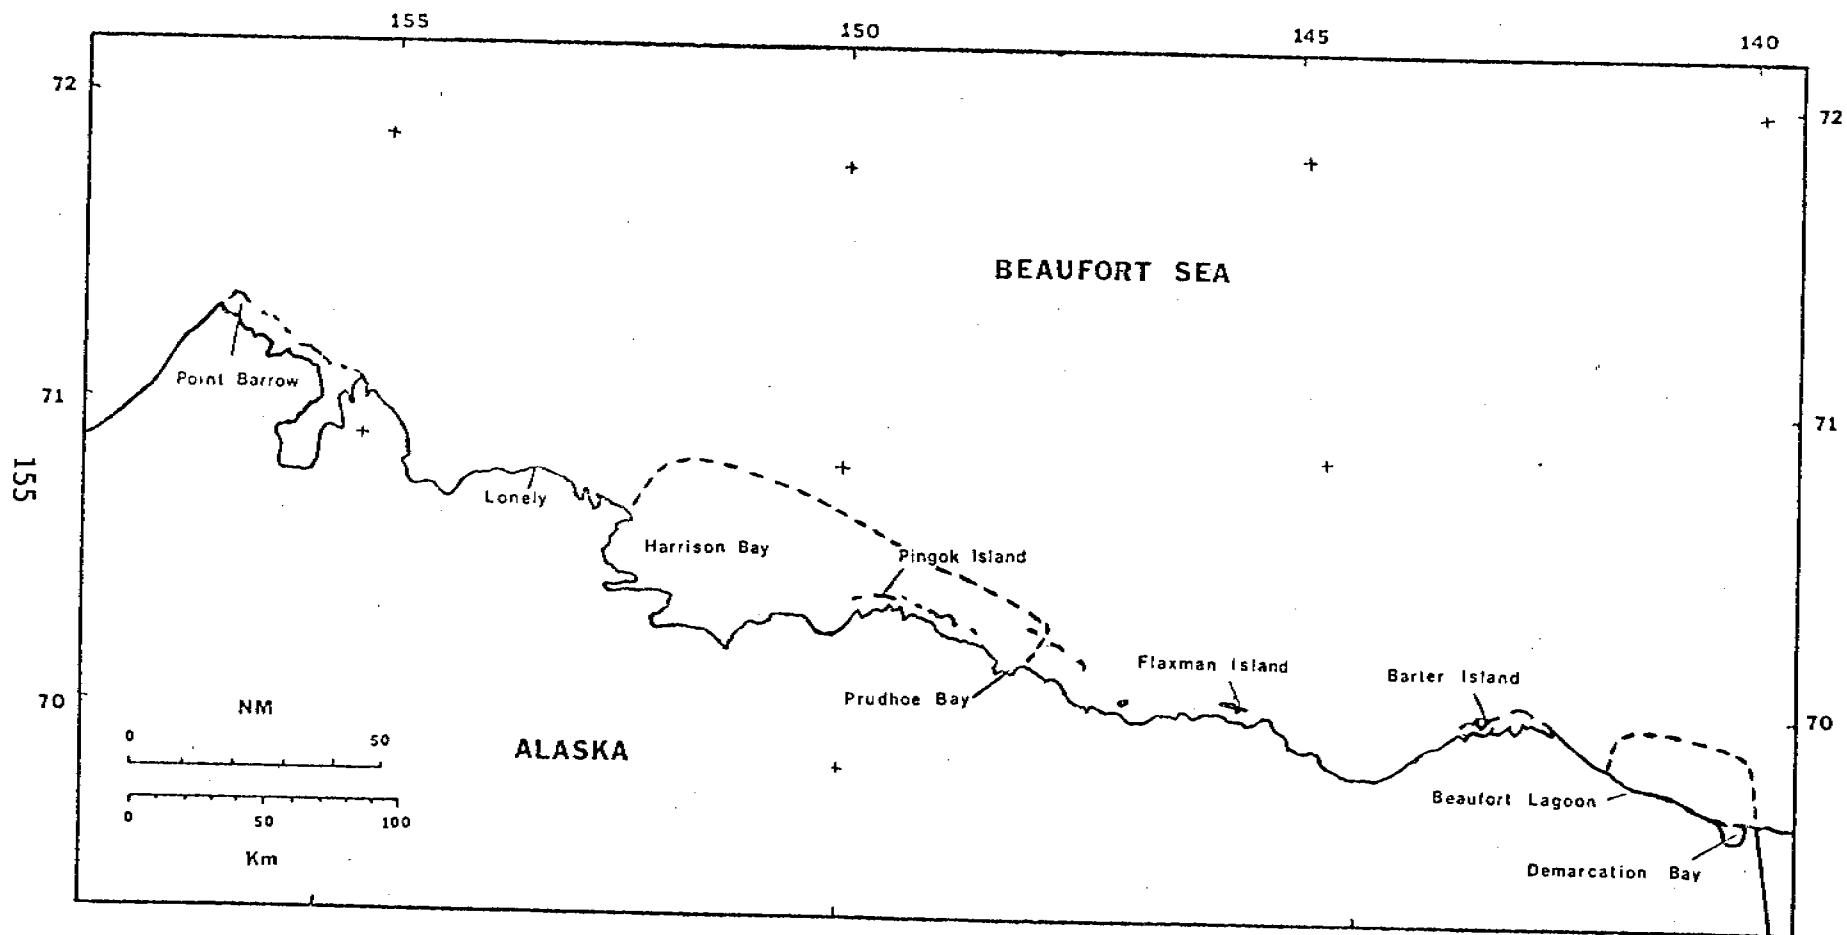 155
150
145
140
72
72
BEAUFORT SEA
Point Barrow
71
71
155
Lonely
Harrison Bay
Pingok Island
Flaxman Island
Barter Island
Prudhoe Bay
70
70
NM
0
50
ALASKA
Beaufort Lagoon
0
50
100
Km
Demarcation Bay